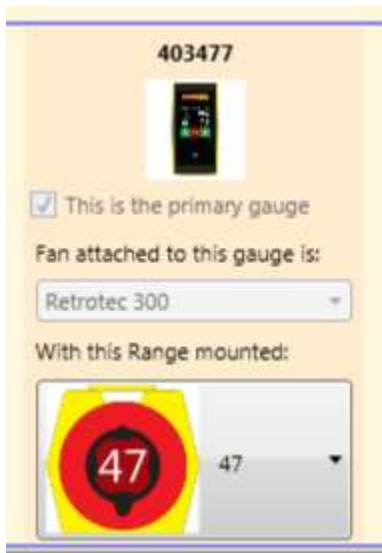 403477
This is the primary gauge
Fan attached to this gauge is:
Retrotec 300
With this Range mounted:
47
47